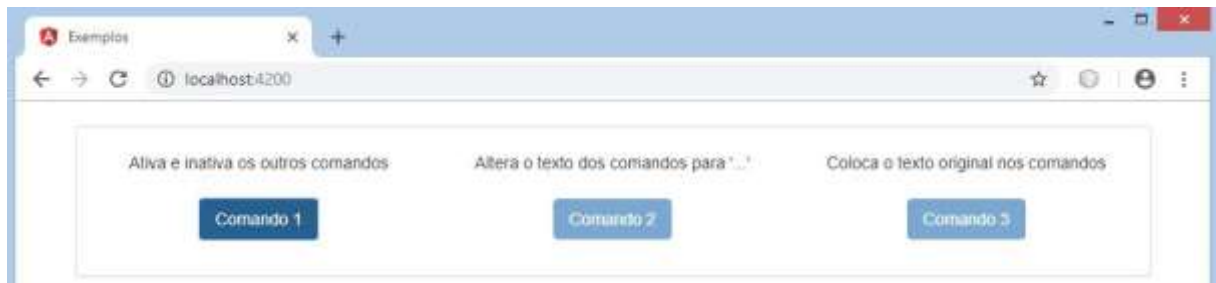 Exemplos
localhost:4200
Ativa e inativa os outros comandos
Altera o texto dos comandos para '...'
Coloca o texto original nos comandos
Comando 1
Comando 2
Comando 3